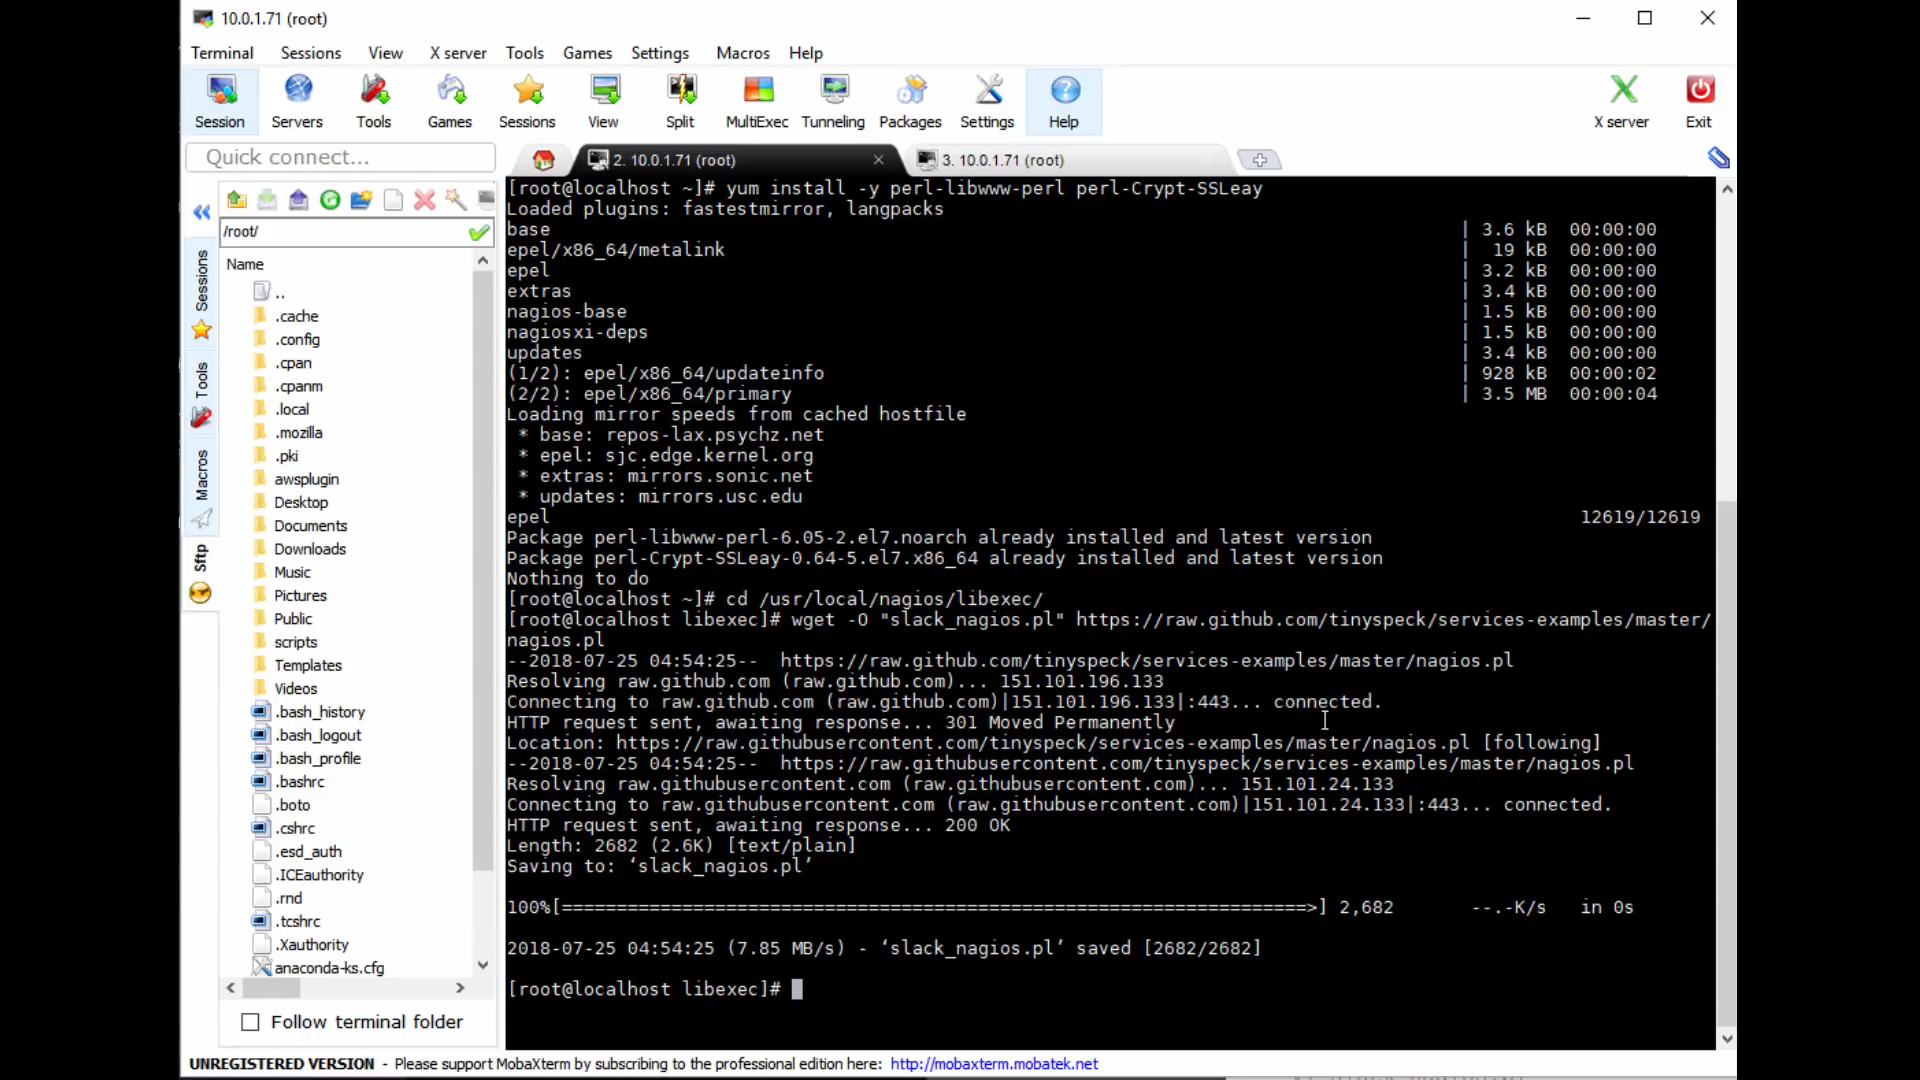 10.0.1.71 (root)
Terminal Sessions View X server Tools Games Settings Macros Help
Session Servers Tools Games Sessions View Split MultiExec Tunneling Packages Settings Help X server Exit
Quick connect...
2. 10.0.1.71 (root)
3. 10.0.1.71 (root)
/root/
Name
..
.cache
.config
.cpan
.cpanm
.local
.mozilla
.pki
awsplugin
Desktop
Documents
Downloads
Music
Pictures
Public
scripts
Templates
Videos
.bash_history
.bash_logout
.bash_profile
.bashrc
.boto
.cshrc
.esd_auth
.ICEauthority
.rnd
.tcshrc
.Xauthority
anaconda-ks.cfg
Sessions
Tools
Macros
Sftp
Follow terminal folder
[root@localhost ~]# yum install -y perl-libwww-perl perl-Crypt-SSLeay
Loaded plugins: fastestmirror, langpacks
base | 3.6 kB 00:00:00
epel/x86_64/metalink | 19 kB 00:00:00
epel | 3.2 kB 00:00:00
extras | 3.4 kB 00:00:00
nagios-base | 1.5 kB 00:00:00
nagiosxi-deps | 1.5 kB 00:00:00
updates | 3.4 kB 00:00:00
(1/2): epel/x86_64/updateinfo | 928 kB 00:00:02
(2/2): epel/x86_64/primary | 3.5 MB 00:00:04
Loading mirror speeds from cached hostfile
* base: repos-lax.psychz.net
* epel: sjc.edge.kernel.org
* extras: mirrors.sonic.net
* updates: mirrors.usc.edu
epel 12619/12619
Package perl-libwww-perl-6.05-2.el7.noarch already installed and latest version
Package perl-Crypt-SSLeay-0.64-5.el7.x86_64 already installed and latest version
Nothing to do
[root@localhost ~]# cd /usr/local/nagios/libexec/
[root@localhost libexec]# wget -O "slack_nagios.pl" https://raw.github.com/tinyspeck/services-examples/master/
nagios.pl
--2018-07-25 04:54:25-- https://raw.github.com/tinyspeck/services-examples/master/nagios.pl
Resolving raw.github.com (raw.github.com)... 151.101.196.133
Connecting to raw.github.com (raw.github.com)|151.101.196.133|:443... connected.
HTTP request sent, awaiting response... 301 Moved Permanently
Location: https://raw.githubusercontent.com/tinyspeck/services-examples/master/nagios.pl [following]
--2018-07-25 04:54:25-- https://raw.githubusercontent.com/tinyspeck/services-examples/master/nagios.pl
Resolving raw.githubusercontent.com (raw.githubusercontent.com)... 151.101.24.133
Connecting to raw.githubusercontent.com (raw.githubusercontent.com)|151.101.24.133|:443... connected.
HTTP request sent, awaiting response... 200 OK
Length: 2682 (2.6K) [text/plain]
Saving to: ‘slack_nagios.pl’
100%[=====================================================================>] 2,682 --.-K/s in 0s
2018-07-25 04:54:25 (7.85 MB/s) - ‘slack_nagios.pl’ saved [2682/2682]
[root@localhost libexec]#
UNREGISTERED VERSION - Please support MobaXterm by subscribing to the professional edition here: http://mobaxterm.mobatek.net